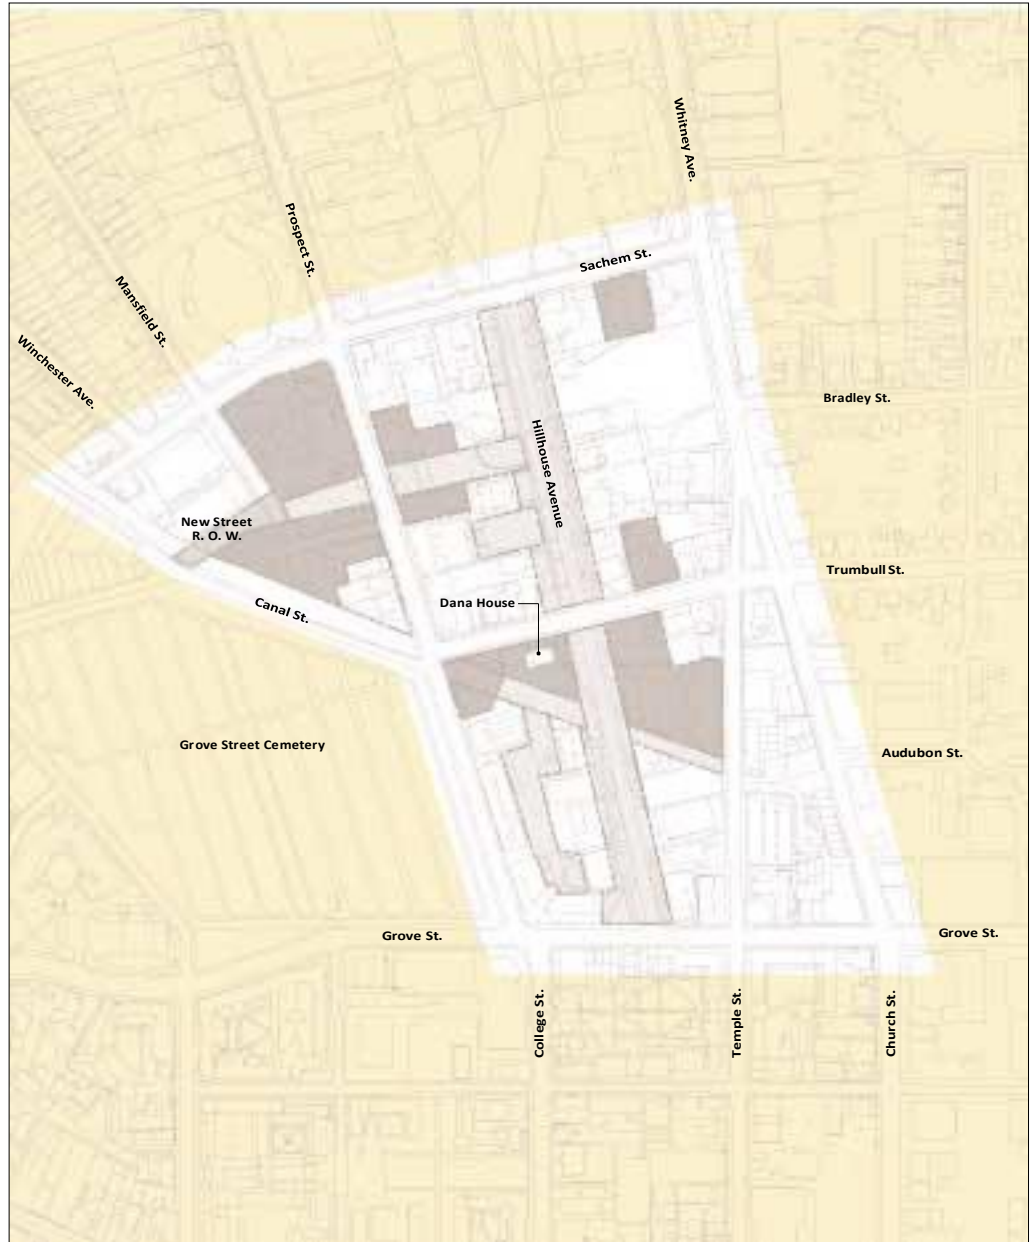 Whitney Ave.
Prospect St.
Sachem St.
Mansfield St.
Winchester Ave.
Bradley St.
Hillhouse Avenue
New Street
R. O. W.
Trumbull St.
Canal St.
Dana House
Grove Street Cemetery
Audubon St.
Grove St.
Grove St.
College St.
Temple St.
Church St.